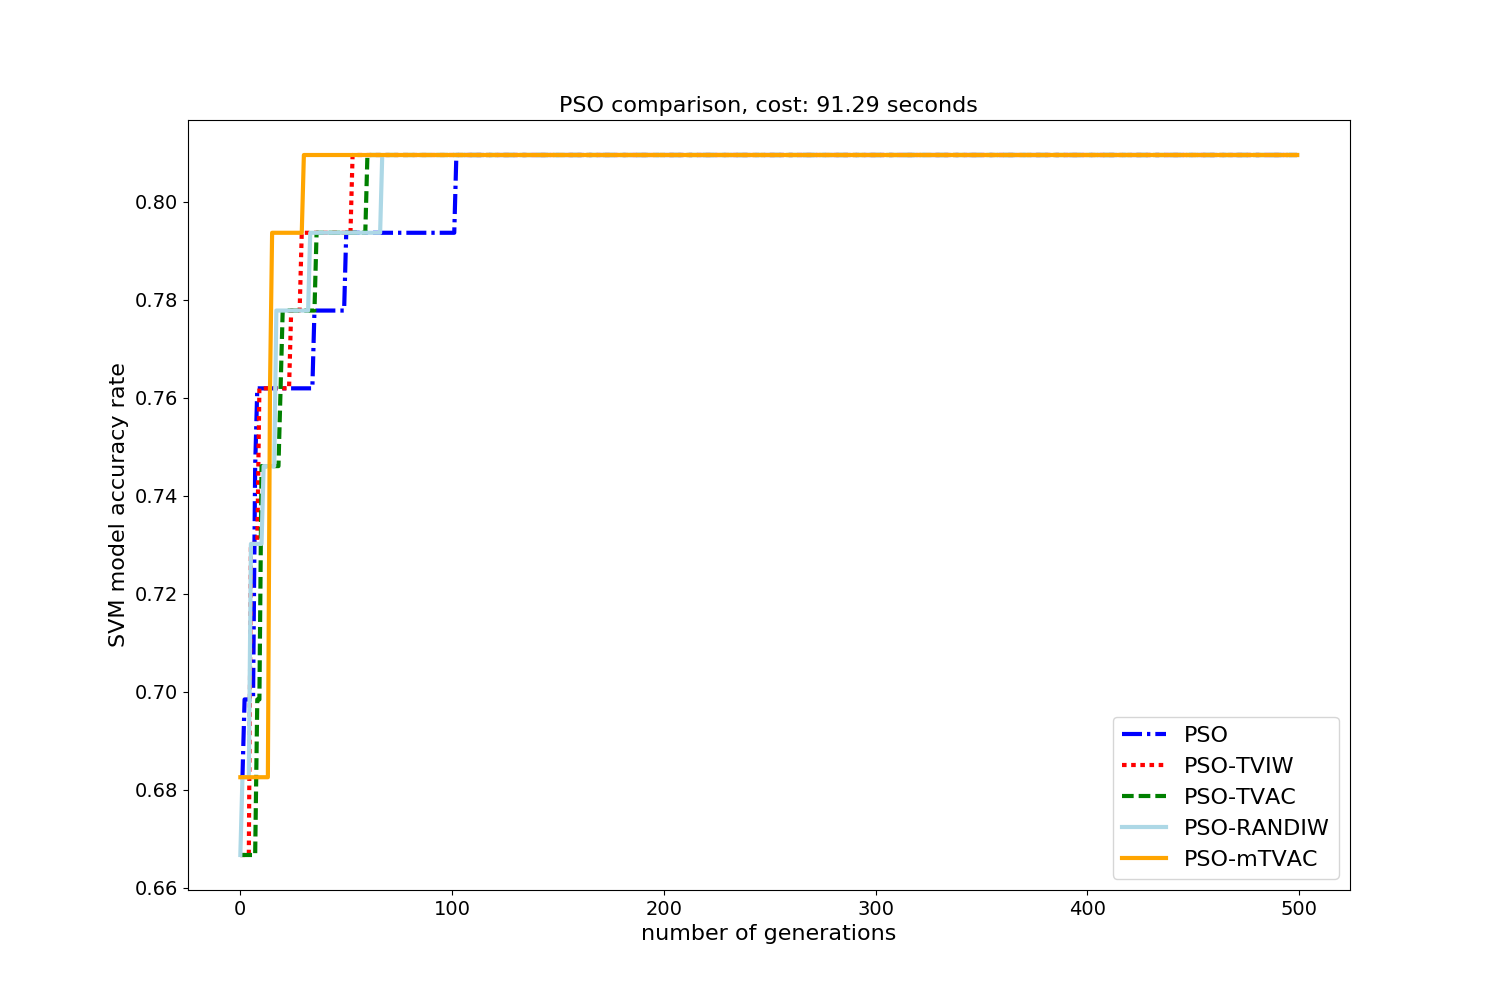 PSO comparison, cost: 91.29 seconds
SVM model accuracy rate
0.80
0.78
0.76
0.74
0.72
0.70
0.68
0.66
0 100 200 300 400 500
number of generations
PSO
PSO-TVIW
PSO-TVAC
PSO-RANDIW
PSO-mTVAC